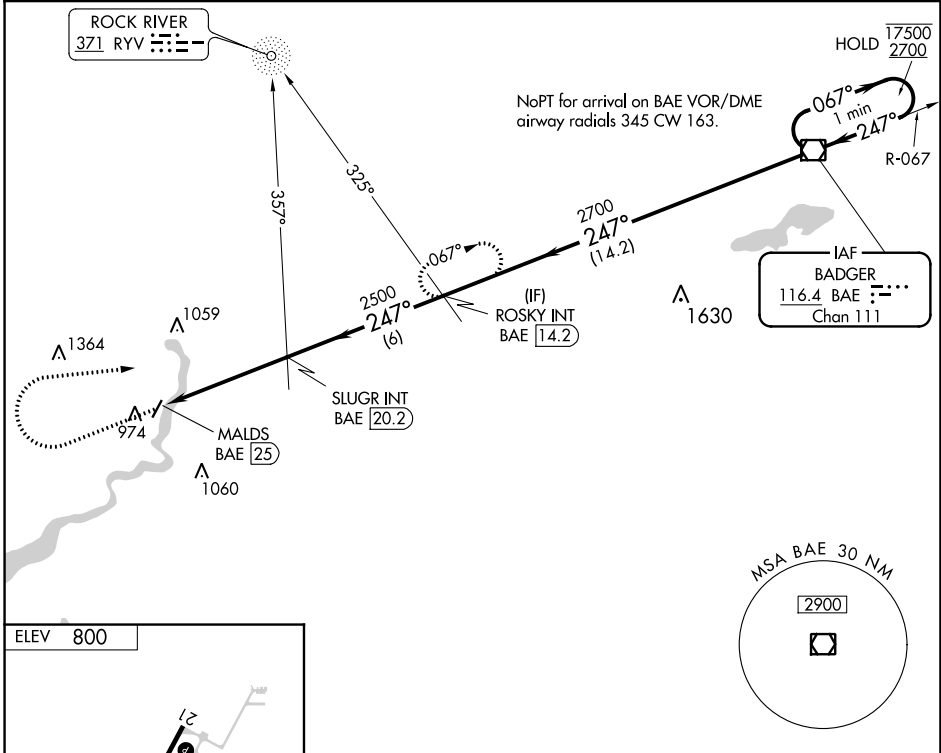 ROCK RIVER
371 RYV
HOLD 17500
2700
NoPT for arrival on BAE VOR/DME
airway radials 345 CW 163.
067°
1 min
247°
R-067
325°
357°
2700
247°
(14.2)
067°
IAF
BADGER
116.4 BAE
Chan 111
(IF)
ROSKY INT
BAE 14.2
1630
2500
247°
(6)
1059
1364
SLUGR INT
BAE 20.2
974
MALDS
BAE 25
1060
MSA BAE 30 NM
2900
ELEV 800
21
P